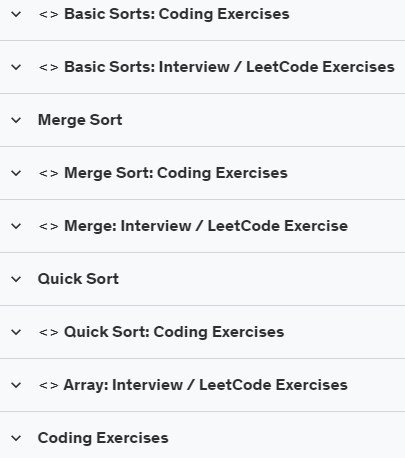 <> Basic Sorts: Coding Exercises
<> Basic Sorts: Interview / LeetCode Exercises
Merge Sort
<> Merge Sort: Coding Exercises
<> Merge: Interview / LeetCode Exercise
Quick Sort
<> Quick Sort: Coding Exercises
<> Array: Interview / LeetCode Exercises
Coding Exercises